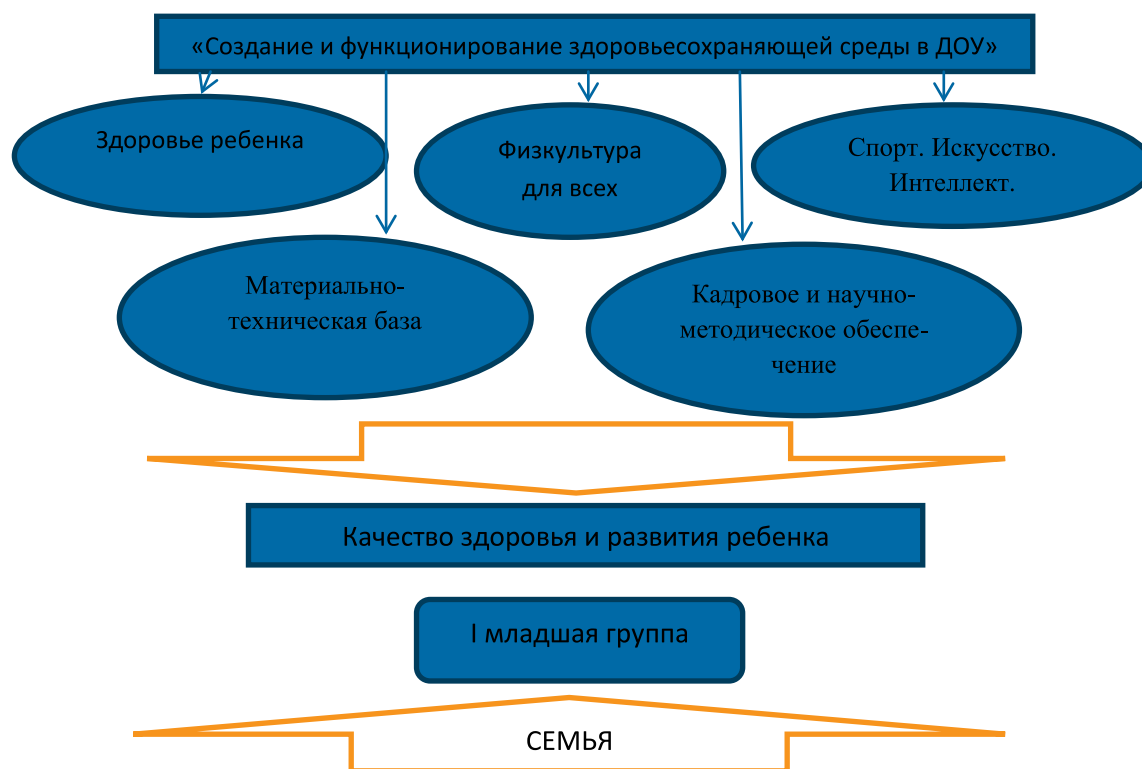 «Создание и функционирование здоровьесохраняющей среды в ДОУ»
Здоровье ребенка
Физкультура
для всех
Спорт. Искусство.
Интеллект.
Материально-
техническая база
Кадровое и научно-
методическое обеспе-
чение
Качество здоровья и развития ребенка
I младшая группа
СЕМЬЯ